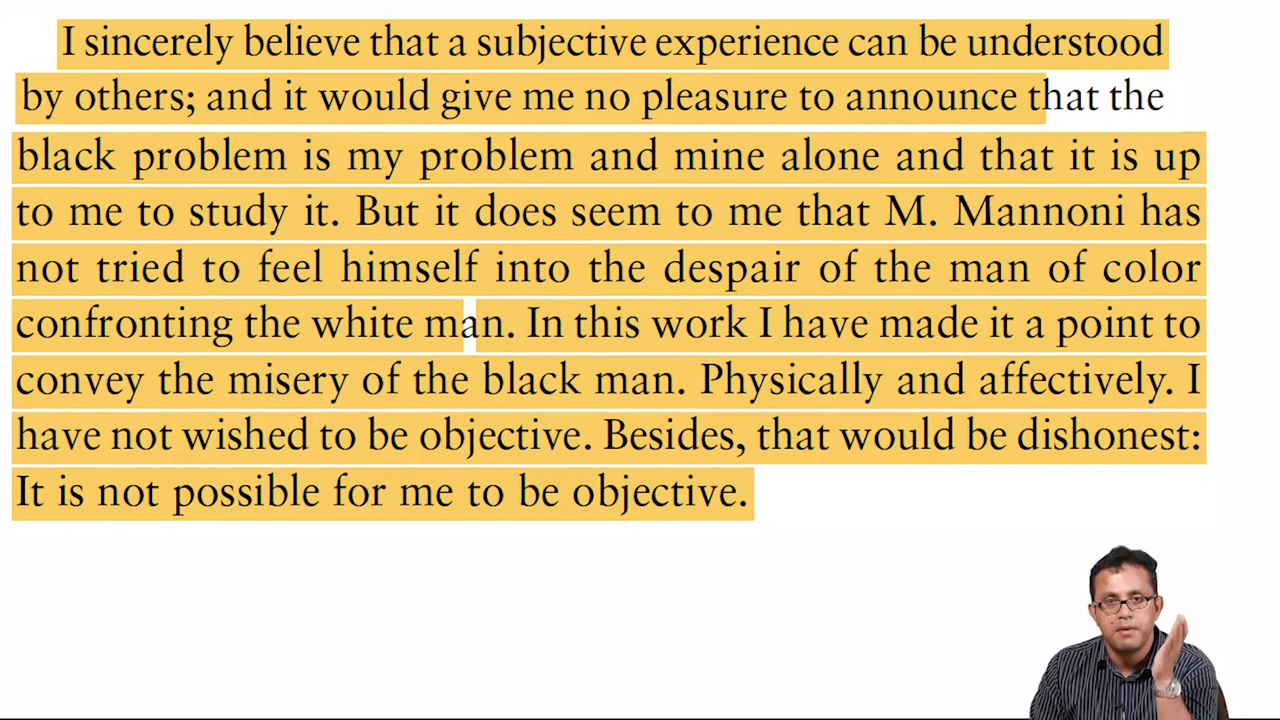 I sincerely believe that a subjective experience can be understood
by others; and it would give me no pleasure to announce that the
black problem is my problem and mine alone and that it is up
to me to study it. But it does seem to me that M. Mannoni has
not tried to feel himself into the despair of the man of color
confronting the white man. In this work I have made it a point to
convey the misery of the black man. Physically and affectively. I
have not wished to be objective. Besides, that would be dishonest:
It is not possible for me to be objective.